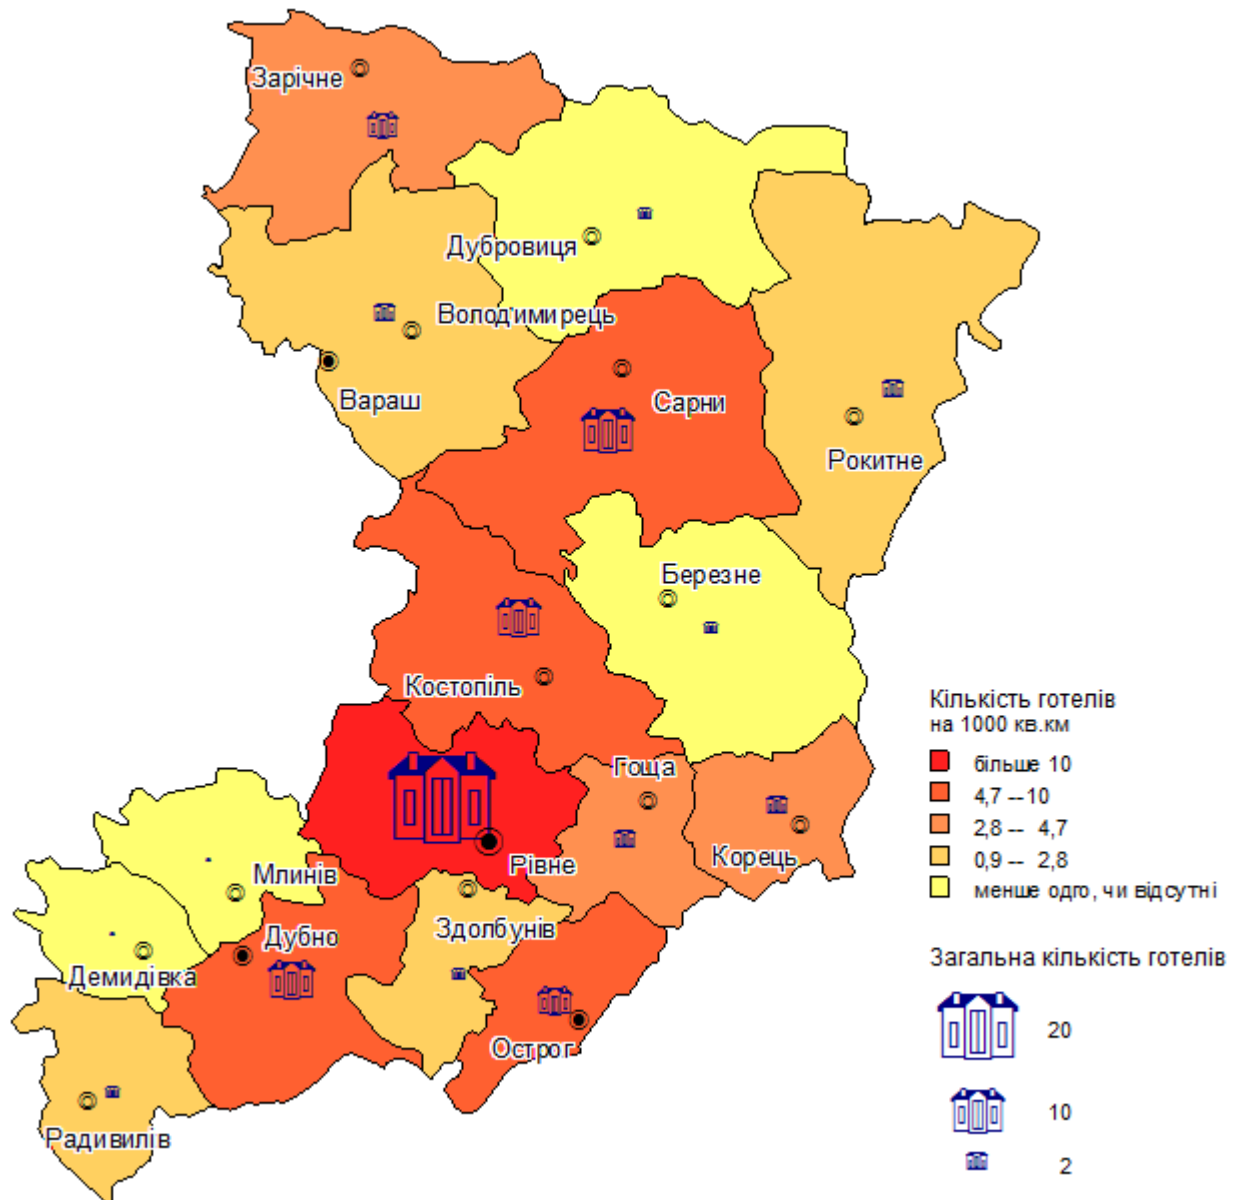 Зарічне
Дубровиця
Володимирець
Вараш
Сарни
Рокитне
Березне
Костопіль
Гоща
Корець
Рівне
Млинів
Здолбунів
Дубно
Демидівка
Острог
Радивилів
Кількість готелів
на 1000 кв.км
більше 10
4,7 -- 10
2,8 -- 4,7
0,9 -- 2,8
менше одго, чи відсутні
Загальна кількість готелів
20
10
2